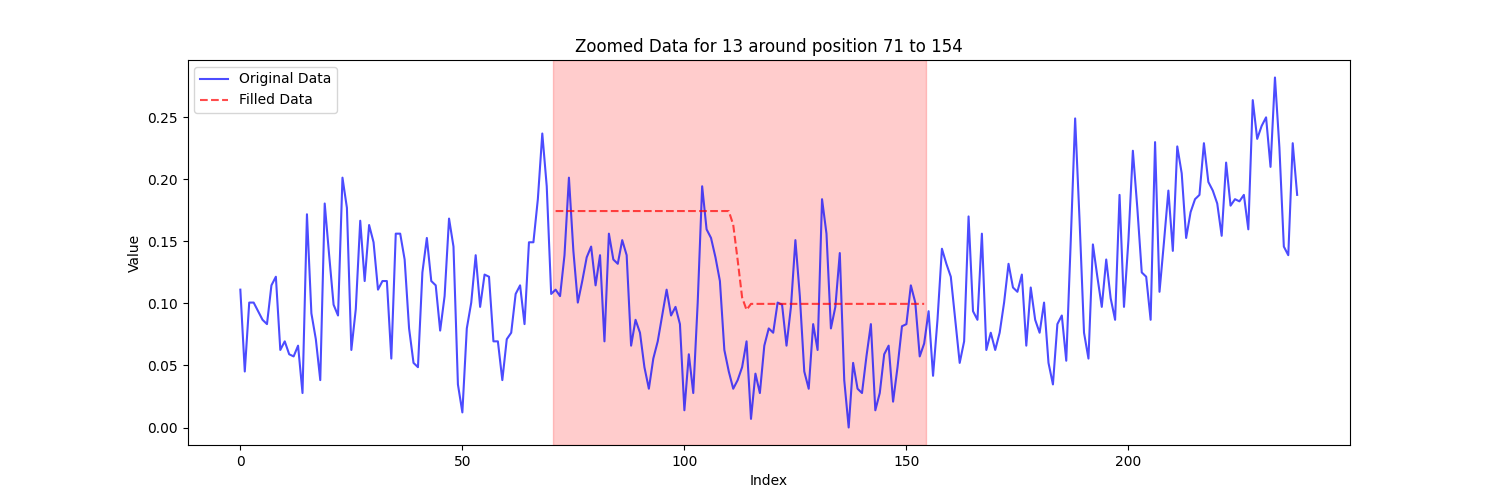 Zoomed Data for 13 around position 71 to 154
Original Data
Filled Data
Value
0.25
0.20
0.15
0.10
0.05
0.00
0 50 100 150 200
Index